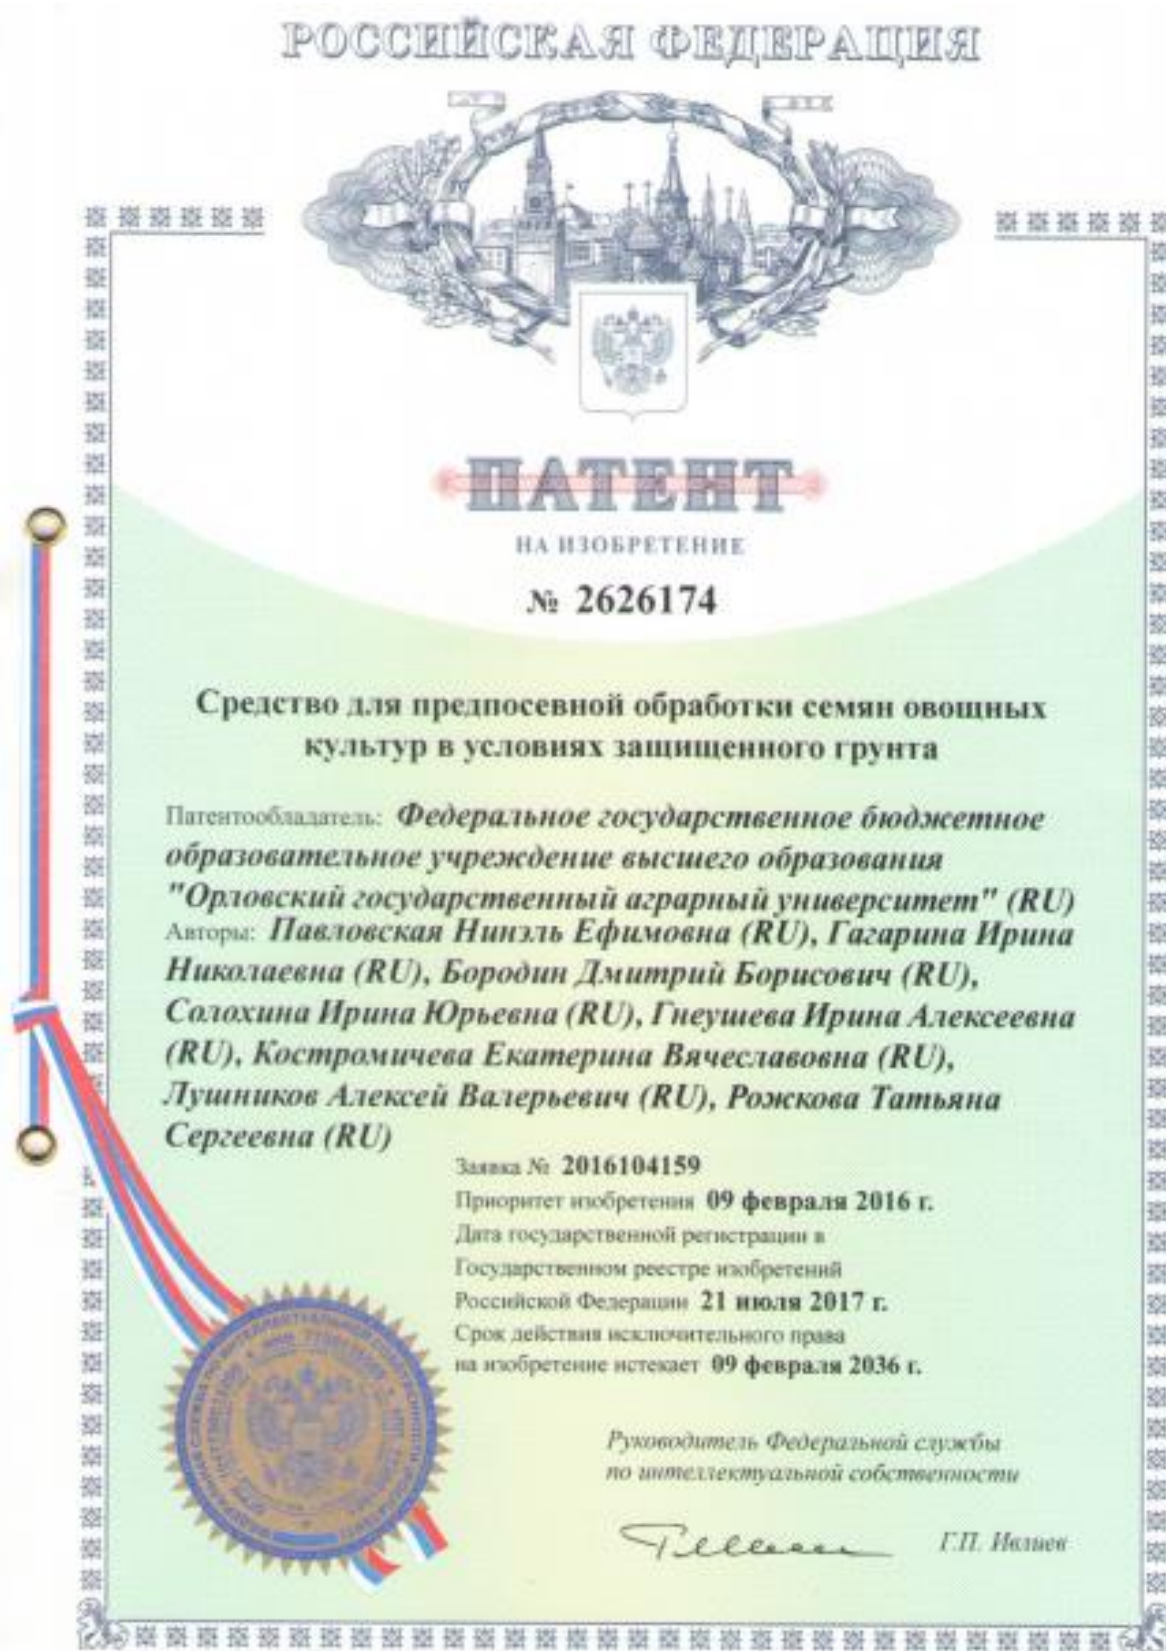 РОССИЙСКАЯ ФЕДЕРАЦИЯ
ПАТЕНТ
НА ИЗОБРЕТЕНИЕ
№ 2626174
Средство для предпосевной обработки семян овощных
культур в условиях защищенного грунта
Патентообладатель: Федеральное государственное бюджетное
образовательное учреждение высшего образования
"Орловский государственный аграрный университет" (RU)
Авторы: Павловская Нинэль Ефимовна (RU), Гагарина Ирина
Николаевна (RU), Бородин Дмитрий Борисович (RU),
Солохина Ирина Юрьевна (RU), Гнеушева Ирина Алексеевна
(RU), Костромичева Екатерина Вячеславовна (RU),
Лушников Алексей Валерьевич (RU), Рожкова Татьяна
Сергеевна (RU)
Заявка № 2016104159
Приоритет изобретения 09 февраля 2016 г.
Дата государственной регистрации в
Государственном реестре изобретений
Российской Федерации 21 июля 2017 г.
Срок действия исключительного права
на изобретение истекает 09 февраля 2036 г.
Руководитель Федеральной службы
по интеллектуальной собственности
Г.П. Ивлиев
ФЕДЕРАЛЬНАЯ СЛУЖБА ПО ИНТЕЛЛЕКТУАЛЬНОЙ СОБСТВЕННОСТИ